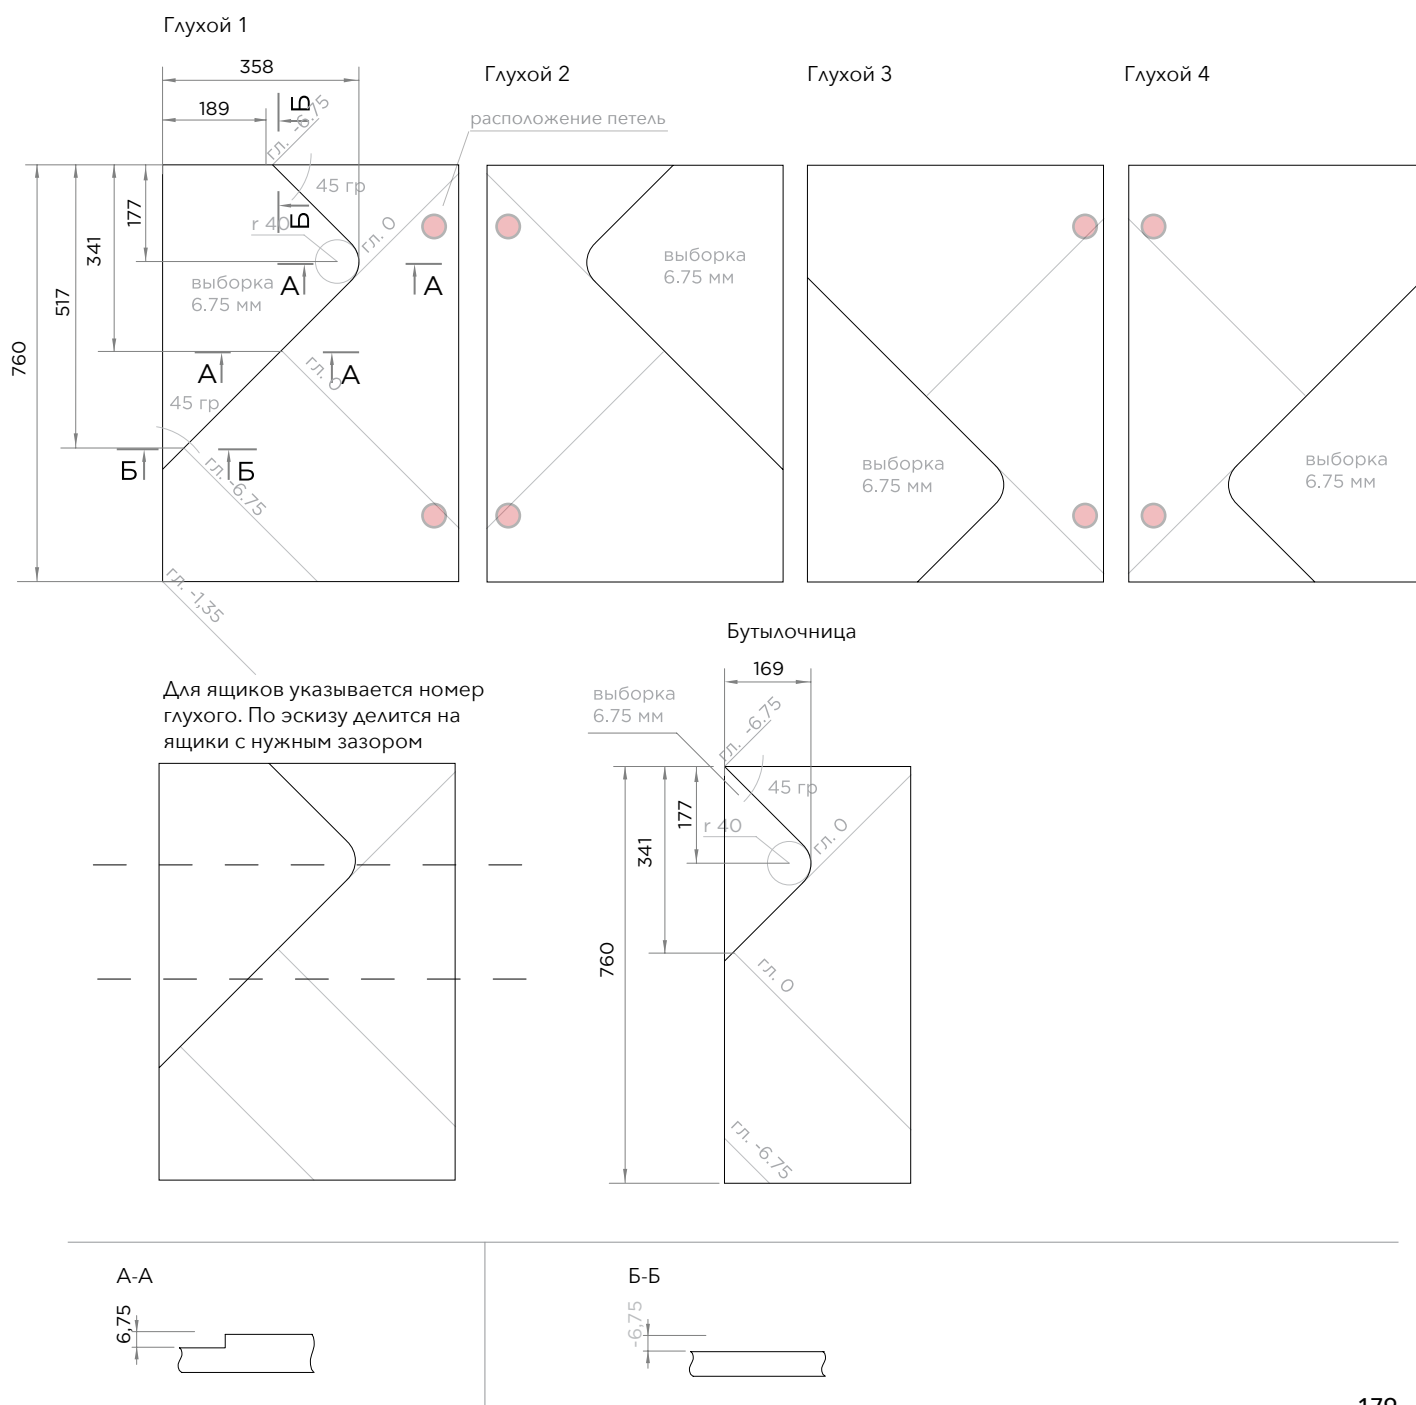 Глухой 1
Глухой 2
Глухой 3
Глухой 4
358
189
Б
гл. -6.75
расположение петель
45 гр
Б
177
r 40
гл. 0
341
выборка
6.75 мм
А
А
выборка
6.75 мм
517
760
А
гл. 0
А
45 гр
Б
Б
гл. -6.75
выборка
6.75 мм
выборка
6.75 мм
гл. -1,35
Для ящиков указывается номер
глухого. По эскизу делится на
ящики с нужным зазором
Бутылочница
169
выборка
6.75 мм
гл. -6.75
45 гр
177
r 40
гл. 0
341
760
гл. 0
гл. -6.75
А-А
6,75
Б-Б
-6,75